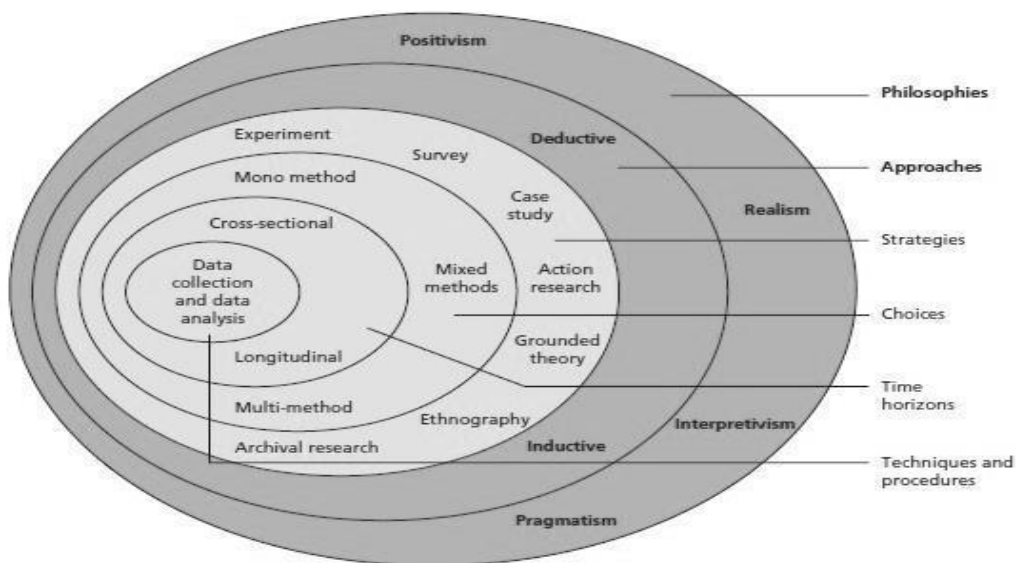 Positivism
Philosophies
Deductive
Experiment
Survey
Approaches
Mono method
Case
study
Realism
Cross-sectional
Strategies
Data
collection
and data
analysis
Mixed
methods
Action
research
Choices
Grounded
theory
Longitudinal
Time
horizons
Multi-method
Ethnography
Interpretivism
Archival research
Inductive
Techniques and
procedures
Pragmatism